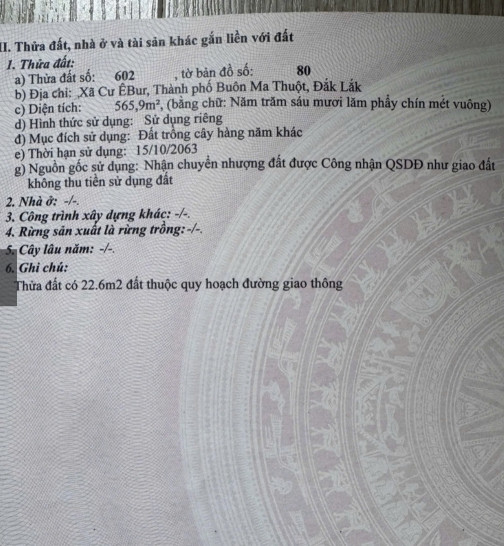 II. Thửa đất, nhà ở và tài sản khác gắn liền với đất
1. Thửa đất:
a) Thửa đất số: 602 , tờ bản đồ số: 80
b) Địa chỉ: Xã Cư ÊBur, Thành phố Buôn Ma Thuột, Đắk Lắk
c) Diện tích: 565,9m², (bằng chữ: Năm trăm sáu mươi lăm phẩy chín mét vuông)
d) Hình thức sử dụng: Sử dụng riêng
đ) Mục đích sử dụng: Đất trồng cây hàng năm khác
e) Thời hạn sử dụng: 15/10/2063
g) Nguồn gốc sử dụng: Nhận chuyển nhượng đất được Công nhận QSDĐ như giao đất
không thu tiền sử dụng đất
2. Nhà ở: -/-.
3. Công trình xây dựng khác: -/-.
4. Rừng sản xuất là rừng trồng: -/-.
5. Cây lâu năm: -/-.
6. Ghi chú:
Thửa đất có 22.6m2 đất thuộc quy hoạch đường giao thông